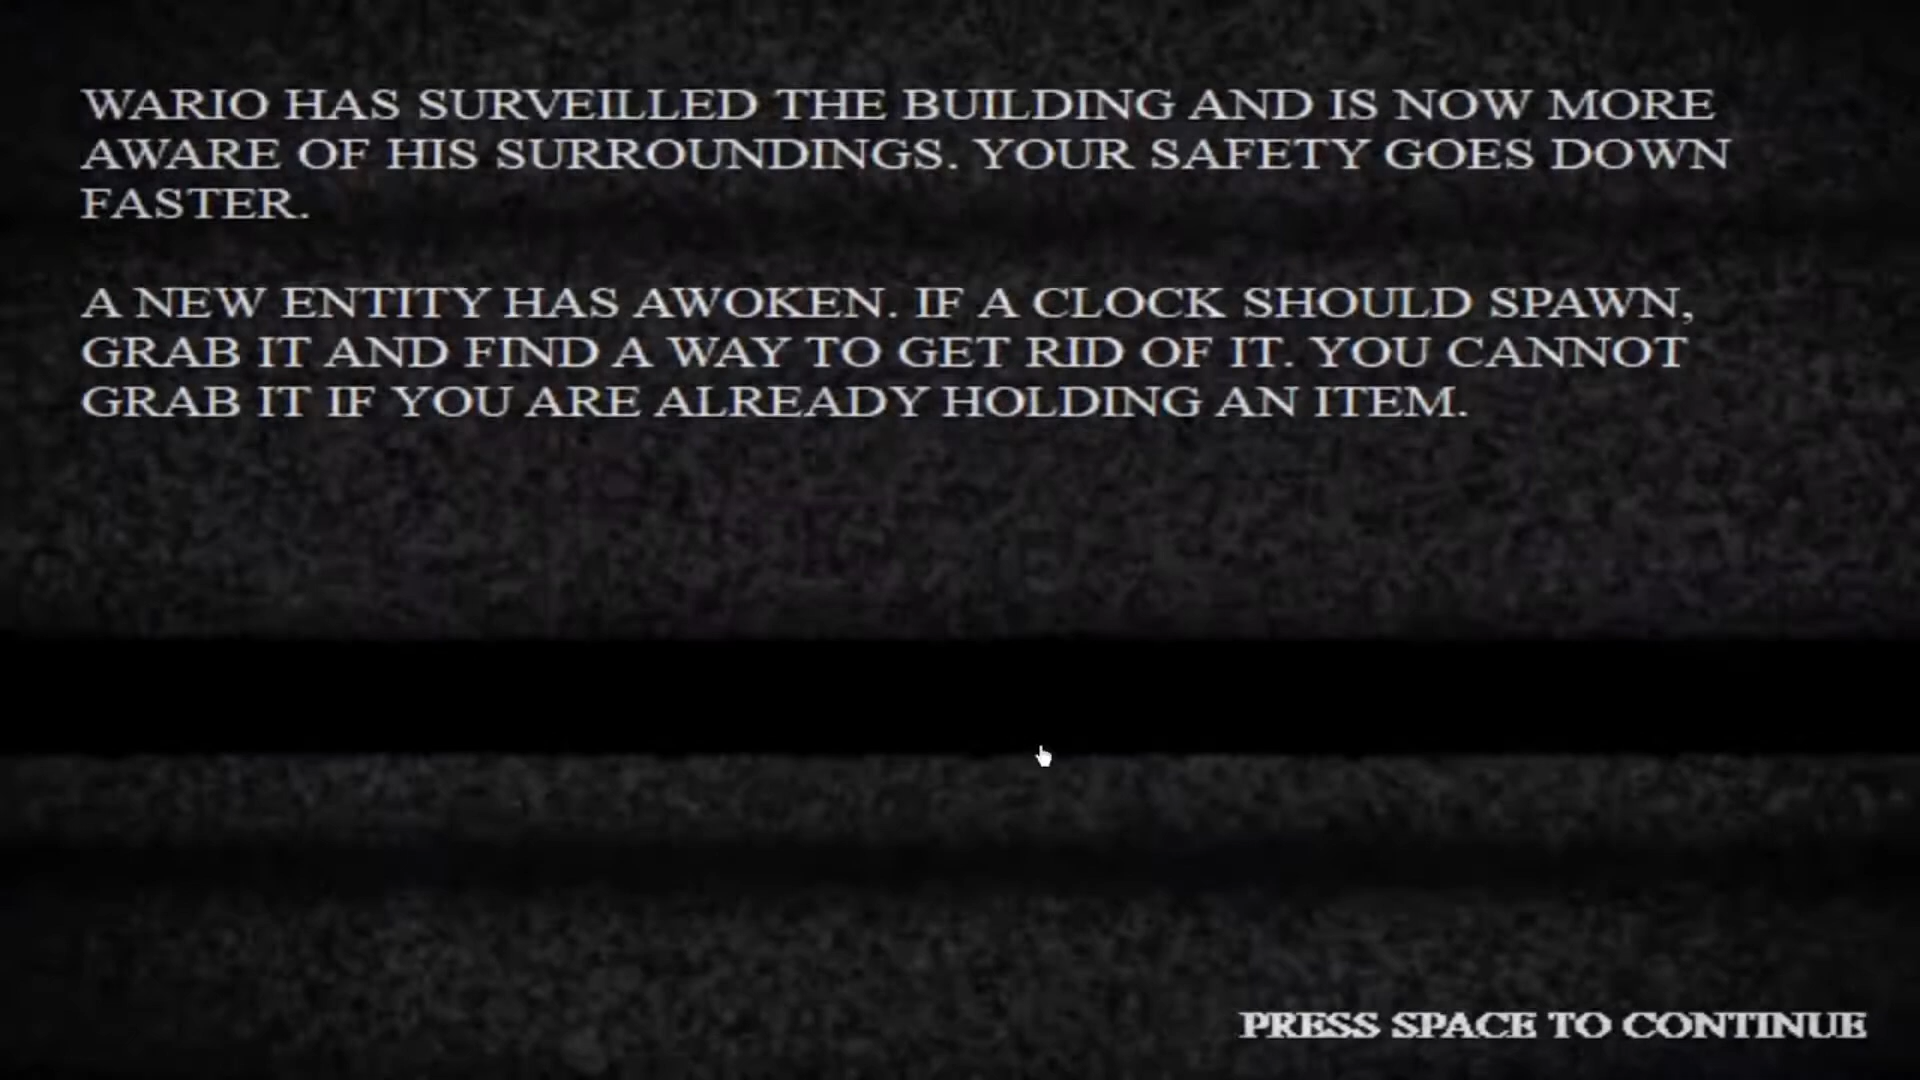 WARIO HAS SURVEILLED THE BUILDING AND IS NOW MORE
AWARE OF HIS SURROUNDINGS. YOUR SAFETY GOES DOWN
FASTER.
A NEW ENTITY HAS AWOKEN. IF A CLOCK SHOULD SPAWN,
GRAB IT AND FIND A WAY TO GET RID OF IT. YOU CANNOT
GRAB IT IF YOU ARE ALREADY HOLDING AN ITEM.
PRESS SPACE TO CONTINUE